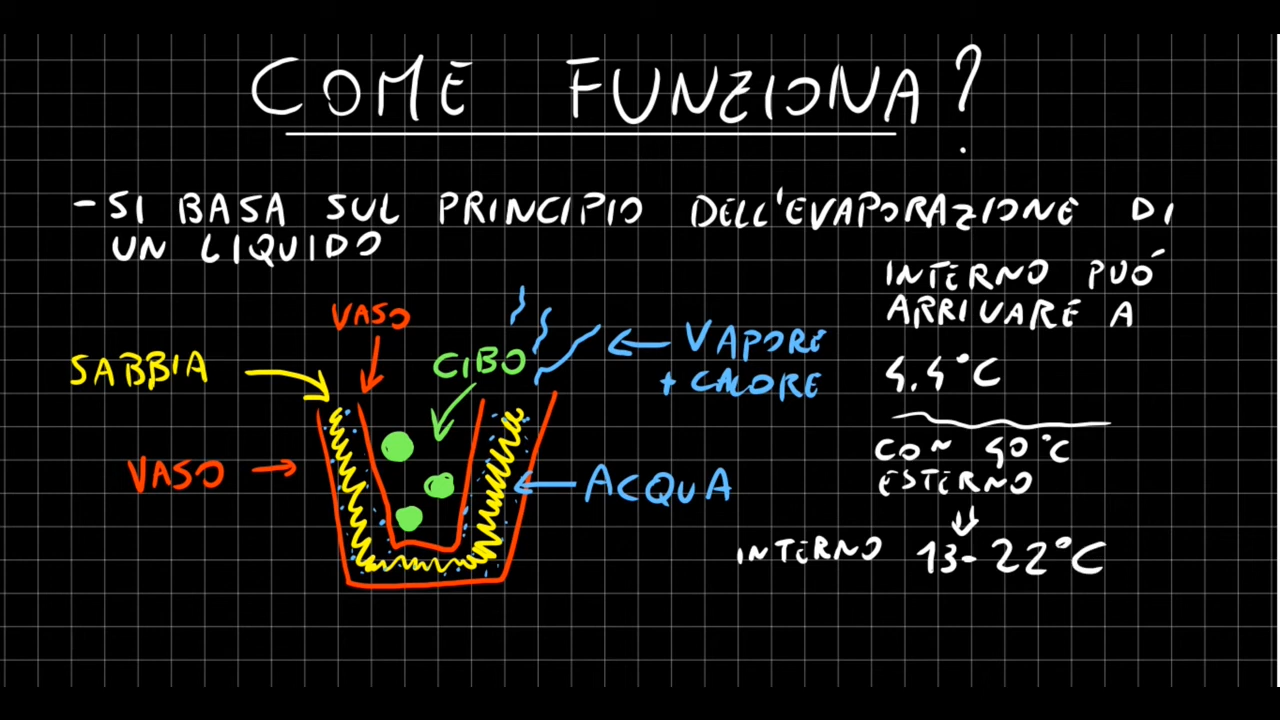 COME FUNZIONA?
- SI BASA SUL PRINCIPIO DELL'EVAPORAZIONE DI
UN LIQUIDO
INTERNO PUÓ
ARRIVARE A
4.4°C
CON 40°C
ESTERNO
INTERNO 13-22°C
VASO
CIBO
SABBIA
VAPORE
+ CALORE
VASO
ACQUA